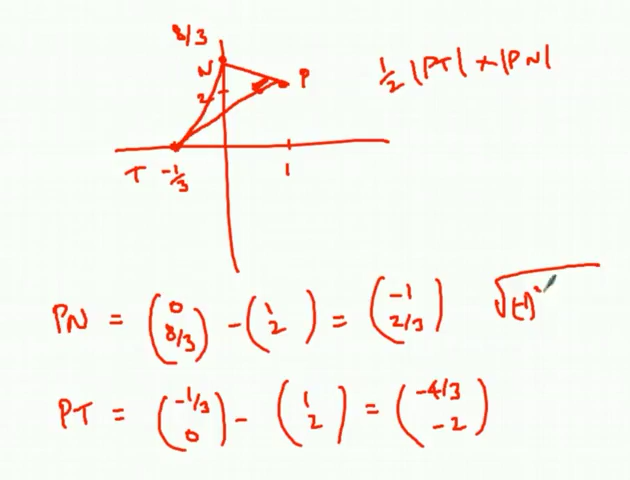 8/3
N
P
2
1/2 |PT| × |PN|
T -1/3 1
PN = (0 8/3) - (1 2) = (-1 2/3) √(-1)²
PT = (-1/3 0) - (1 2) = (-4/3 -2)